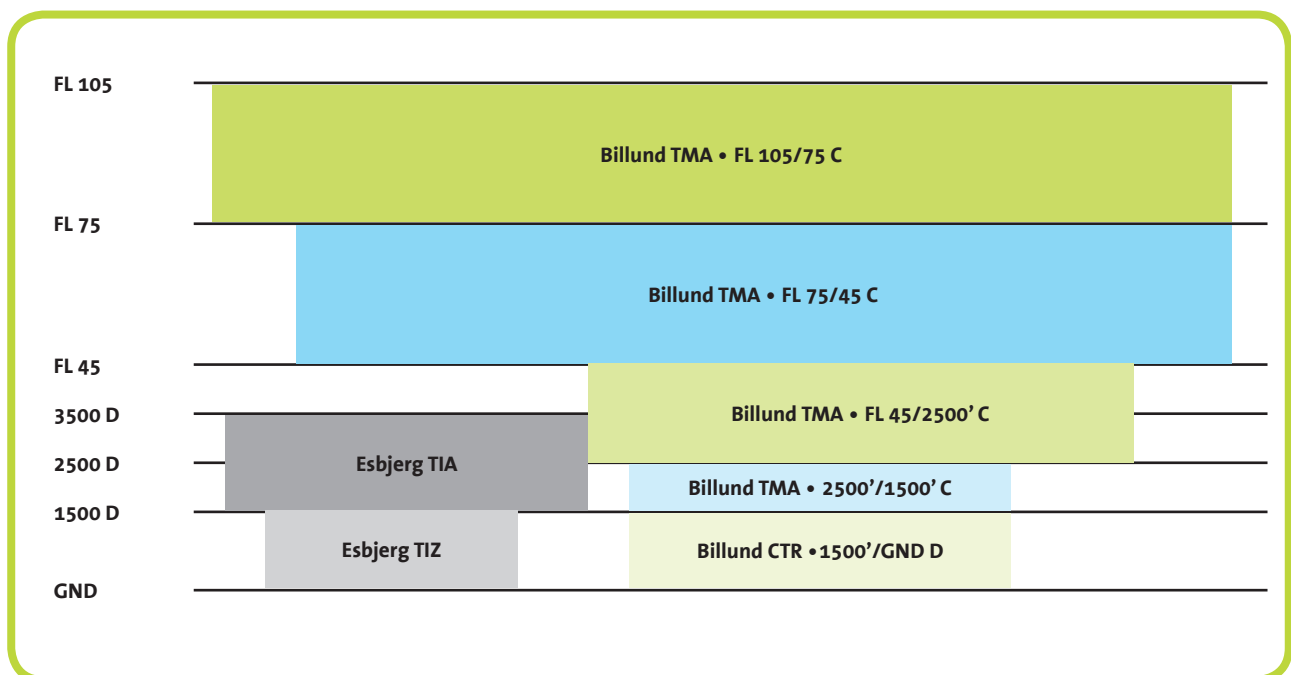 FL 105
Billund TMA • FL 105/75 C
FL 75
Billund TMA • FL 75/45 C
FL 45
3500 D
Billund TMA • FL 45/2500’ C
2500 D
Esbjerg TIA
Billund TMA • 2500’/1500’ C
1500 D
Esbjerg TIZ
Billund CTR •1500’/GND D
GND